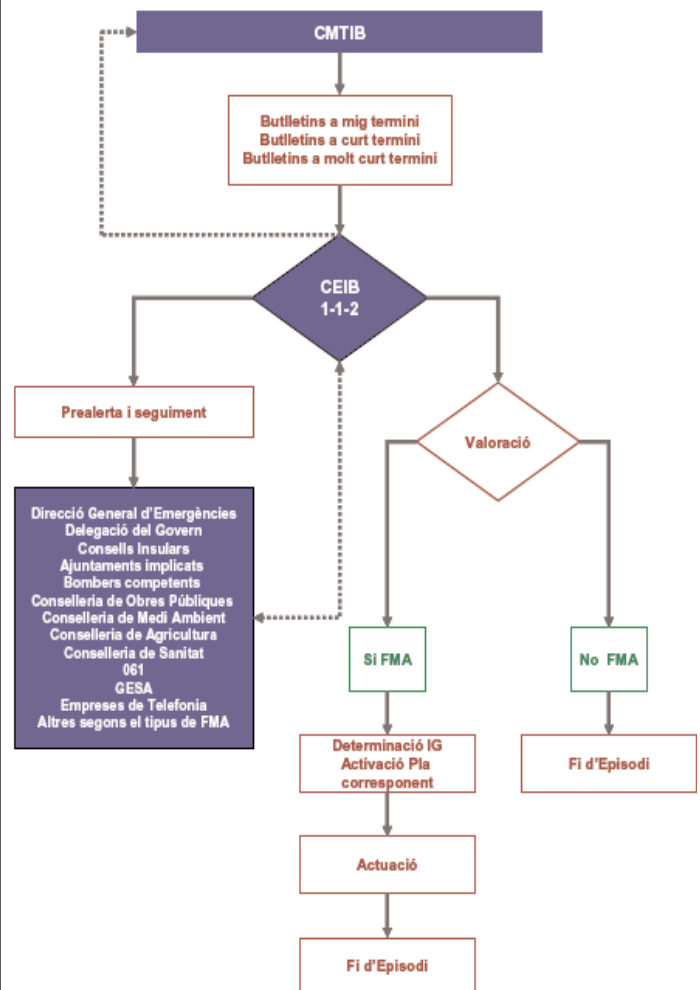 CMTIB
Butlletins a mig termini
Butlletins a curt termini
Butlletins a molt curt termini
CEIB
1-1-2
Prealerta i seguiment
Valoració
Direcció General d'Emergències
Delegació del Govern
Consells Insulars
Ajuntaments implicats
Bombers competents
Conselleria de Obres Públiques
Conselleria de Medi Ambient
Conselleria de Agricultura
Conselleria de Sanitat
061
GESA
Empreses de Telefonia
Altres segons el tipus de FMA
Si FMA
No FMA
Determinació IG
Activació Pla
corresponent
Fi d'Episodi
Actuació
Fi d'Episodi